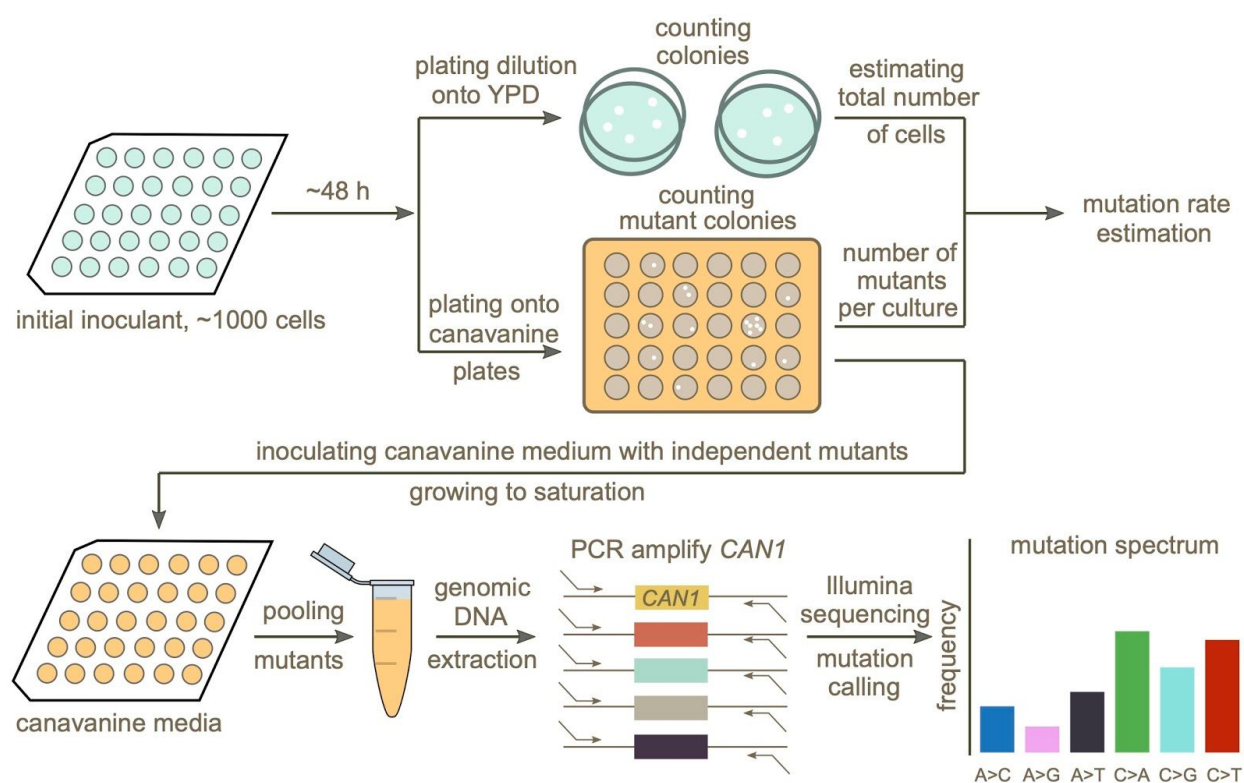 counting
colonies
plating dilution
onto YPD
estimating
total number
of cells
~48 h
initial inoculant, ~1000 cells
counting
mutant colonies
plating onto
canavanine
plates
number of
mutants
per culture
mutation rate
estimation
inoculating canavanine medium with independent mutants
growing to saturation
canavanine media
pooling
mutants
genomic
DNA
extraction
PCR amplify CAN1
CAN1
Illumina
sequencing
mutation
calling
mutation spectrum
frequency
A>C A>G A>T C>A C>G C>T